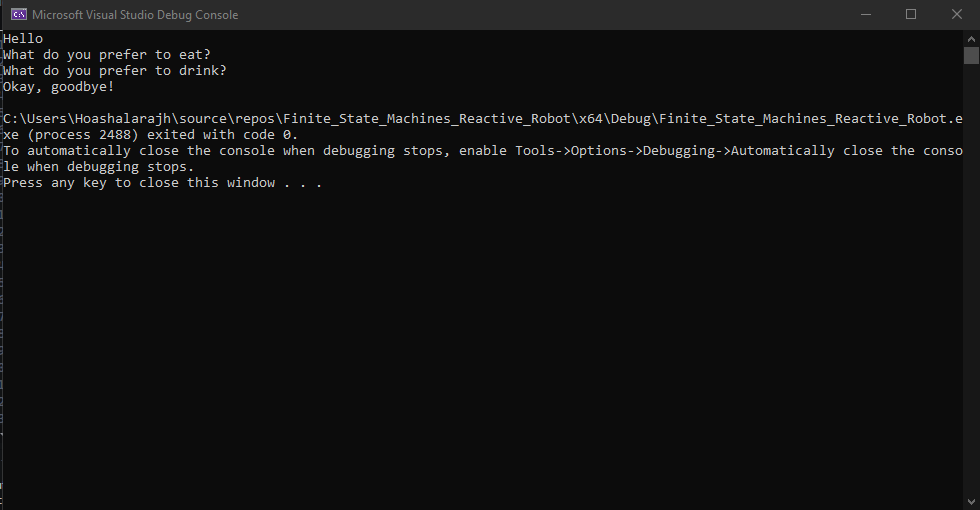 Microsoft Visual Studio Debug Console
Hello
What do you prefer to eat?
What do you prefer to drink?
Okay, goodbye!
C:\Users\Hoashalarajh\source\repos\Finite_State_Machines_Reactive_Robot\x64\Debug\Finite_State_Machines_Reactive_Robot.e
xe (process 2488) exited with code 0.
To automatically close the console when debugging stops, enable Tools->Options->Debugging->Automatically close the conso
le when debugging stops.
Press any key to close this window . . .